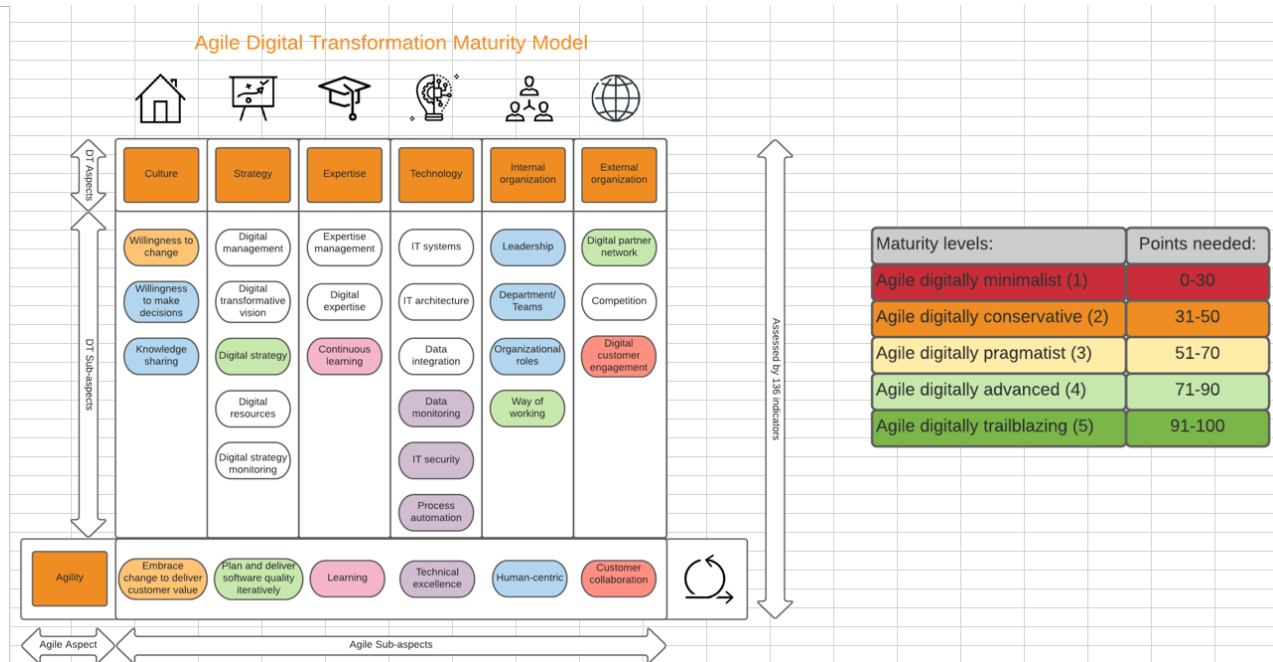 Agile Digital Transformation Maturity Model
DT Aspects
Culture
Strategy
Expertise
Technology
Internal
organization
External
organization
DT Sub-aspects
Willingness to
change
Digital
management
Expertise
management
IT systems
Leadership
Digital partner
network
Willingness
to make
decisions
Digital
transformative
vision
Digital
expertise
IT architecture
Department/
Teams
Competition
Knowledge
sharing
Digital strategy
Continuous
learning
Data
integration
Organizational
roles
Digital
customer
engagement
Digital
resources
Data
monitoring
Way of
working
Digital strategy
monitoring
IT security
Process
automation
Agility
Embrace
change to deliver
customer value
Plan and deliver
software quality
iteratively
Learning
Technical
excellence
Human-centric
Customer
collaboration
Agile Aspect
Agile Sub-aspects
Assessed by 136 indicators
Maturity levels: Points needed:
Agile digitally minimalist (1) 0-30
Agile digitally conservative (2) 31-50
Agile digitally pragmatist (3) 51-70
Agile digitally advanced (4) 71-90
Agile digitally trailblazing (5) 91-100